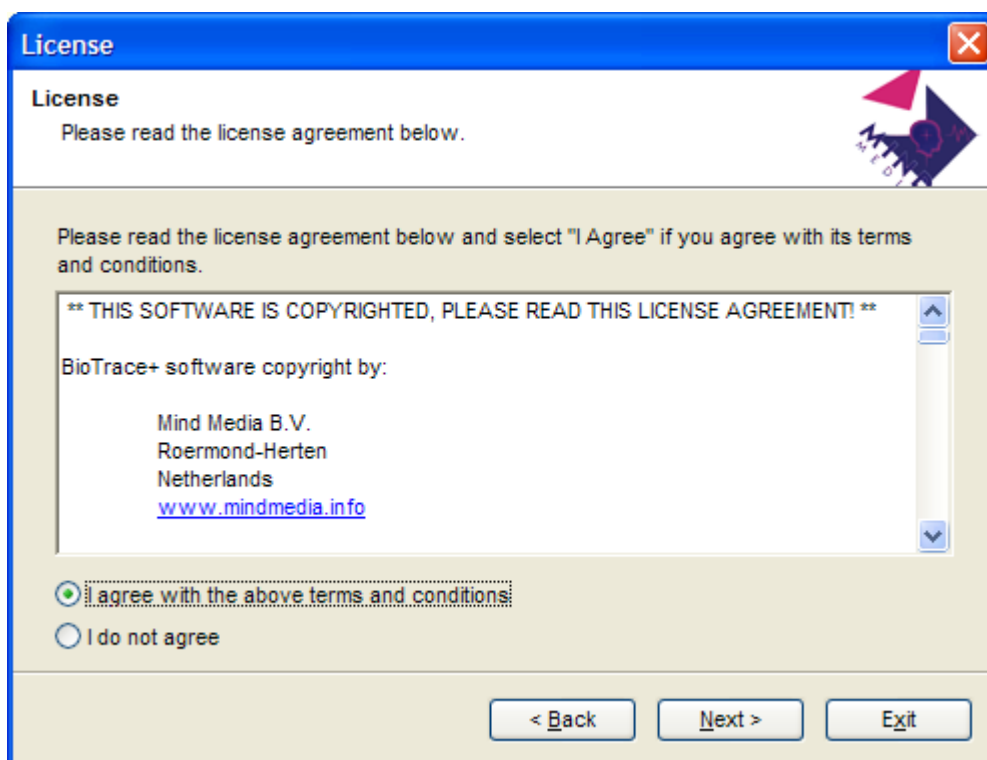 License
License
Please read the license agreement below.
MIND
MEDI
Please read the license agreement below and select "I Agree" if you agree with its terms
and conditions.
** THIS SOFTWARE IS COPYRIGHTED, PLEASE READ THIS LICENSE AGREEMENT! **
BioTrace+ software copyright by:
Mind Media B.V.
Roermond-Herten
Netherlands
www.mindmedia.info
I agree with the above terms and conditions
I do not agree
< Back Next > Exit